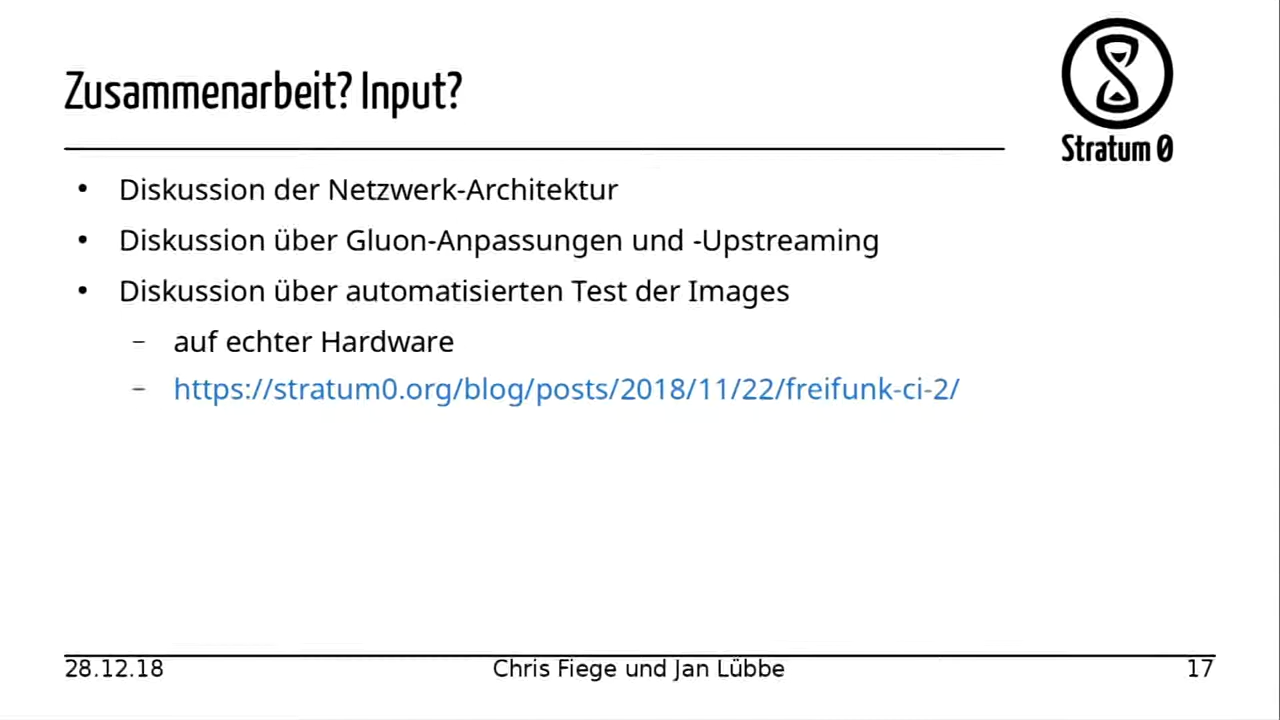 Zusammenarbeit? Input?
Stratum 0
• Diskussion der Netzwerk-Architektur
• Diskussion über Gluon-Anpassungen und -Upstreaming
• Diskussion über automatisierten Test der Images
– auf echter Hardware
– https://stratum0.org/blog/posts/2018/11/22/freifunk-ci-2/
28.12.18 Chris Fiege und Jan Lübbe 17